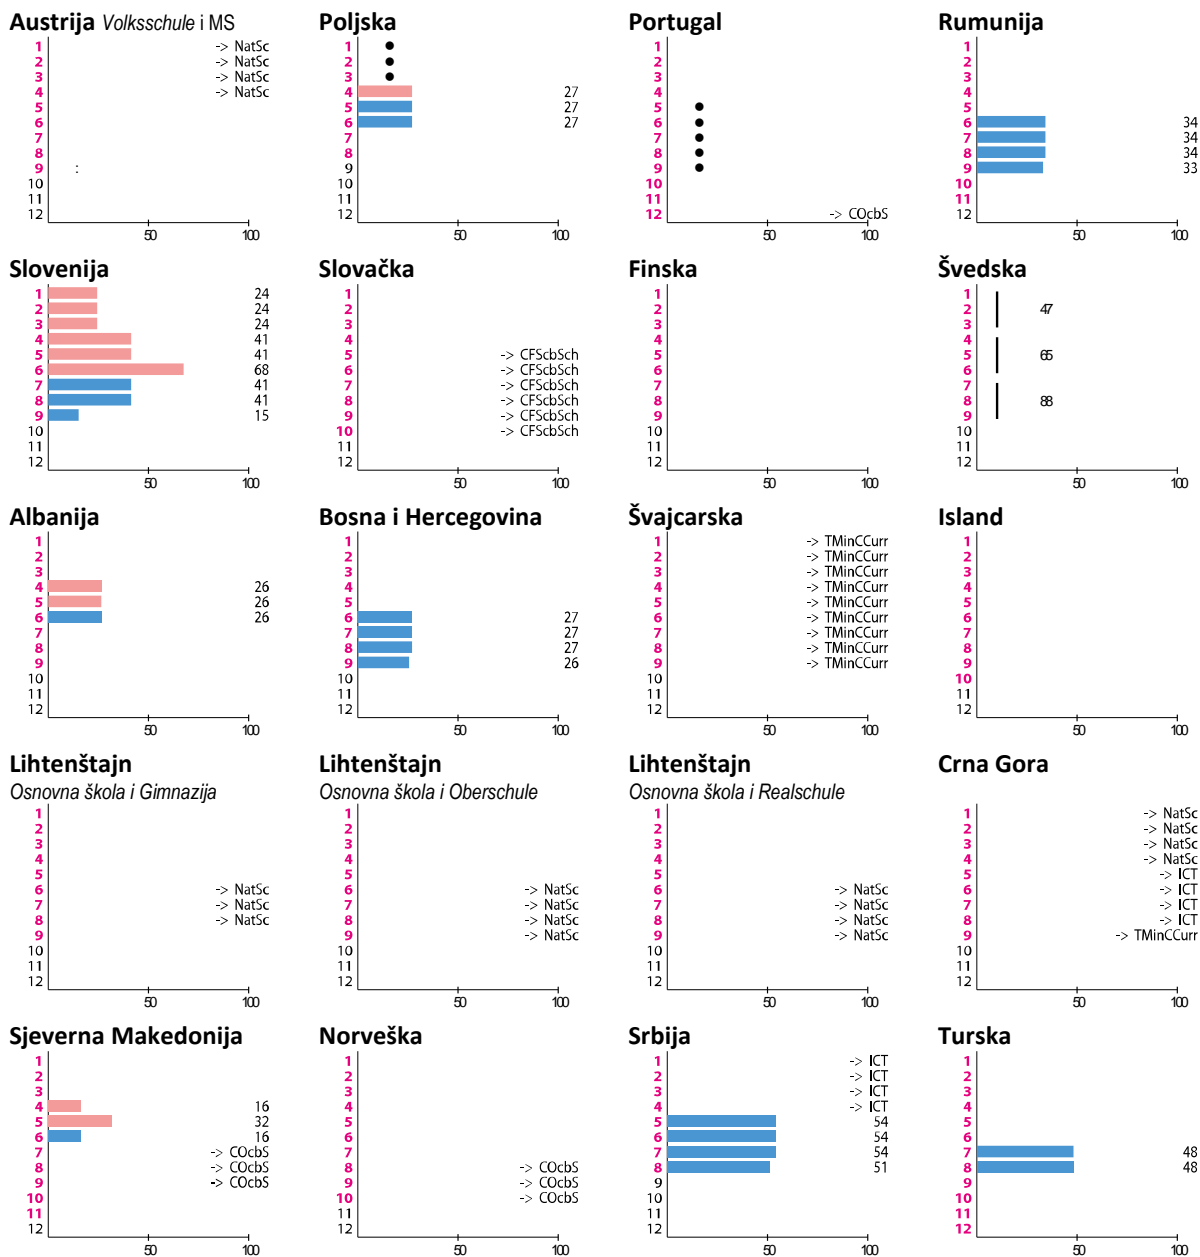 Austrija Volksschule i MS
1 -> NatSc
2 -> NatSc
3 -> NatSc
4 -> NatSc
5
6
7
8
9 :
10
11
12
50 100
Poljska
1 ●
2 ●
3 ●
4 27
5 27
6 27
7
8
9
10
11
12
50 100
Portugal
1
2
3
4
5 ●
6 ●
7 ●
8 ●
9 ●
10
11
12 -> COcbS
50 100
Rumunija
1
2
3
4
5
6 34
7 34
8 34
9 33
10
11
12
50 100
Slovenija
1 24
2 24
3 24
4 41
5 41
6 68
7 41
8 41
9 15
10
11
12
50 100
Slovačka
1
2
3
4
5 -> CFScbSch
6 -> CFScbSch
7 -> CFScbSch
8 -> CFScbSch
9 -> CFScbSch
10 -> CFScbSch
11
12
50 100
Finska
1
2
3
4
5
6
7
8
9
10
11
12
50 100
Švedska
1
2 47
3
4
5 65
6
7
8 88
9
10
11
12
50 100
Albanija
1
2
3
4 26
5 26
6 26
7
8
9
10
11
12
50 100
Bosna i Hercegovina
1
2
3
4
5
6 27
7 27
8 27
9 26
10
11
12
50 100
Švajcarska
1 -> TMinCCurr
2 -> TMinCCurr
3 -> TMinCCurr
4 -> TMinCCurr
5 -> TMinCCurr
6 -> TMinCCurr
7 -> TMinCCurr
8 -> TMinCCurr
9 -> TMinCCurr
10
11
12
50 100
Island
1
2
3
4
5
6
7
8
9
10
11
12
50 100
Lihtenštajn
Osnovna škola i Gimnazija
1
2
3
4
5
6 -> NatSc
7 -> NatSc
8 -> NatSc
9
10
11
12
50 100
Lihtenštajn
Osnovna škola i Oberschule
1
2
3
4
5
6 -> NatSc
7 -> NatSc
8 -> NatSc
9 -> NatSc
10
11
12
50 100
Lihtenštajn
Osnovna škola i Realschule
1
2
3
4
5
6 -> NatSc
7 -> NatSc
8 -> NatSc
9 -> NatSc
10
11
12
50 100
Crna Gora
1 -> NatSc
2 -> NatSc
3 -> NatSc
4 -> NatSc
5 -> ICT
6 -> ICT
7 -> ICT
8 -> ICT
9 -> TMinCCurr
10
11
12
50 100
Sjeverna Makedonija
1
2
3
4 16
5 32
6 16
7 -> COcbS
8 -> COcbS
9 -> COcbS
10
11
12
50 100
Norveška
1
2
3
4
5
6
7
8 -> COcbS
9 -> COcbS
10 -> COcbS
11
12
50 100
Srbija
1 -> ICT
2 -> ICT
3 -> ICT
4 -> ICT
5 54
6 54
7 54
8 51
9
10
11
12
50 100
Turska
1
2
3
4
5
6
7 48
8 48
9
10
11
12
50 100